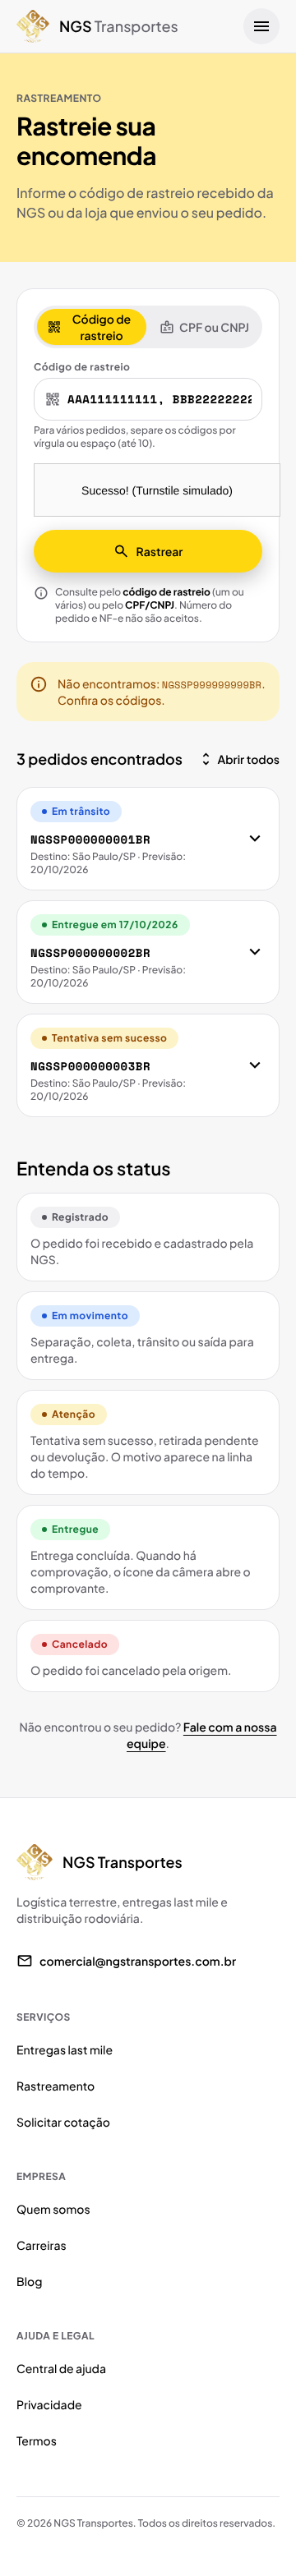 NGS Transportes
RASTREAMENTO
Rastreie sua
encomenda
Informe o código de rastreio recebido da
NGS ou da loja que enviou o seu pedido.
Código de
rastreio
CPF ou CNPJ
Código de rastreio
AAA111111111, BBB22222222
Para vários pedidos, separe os códigos por
vírgula ou espaço (até 10).
Sucesso! (Turnstile simulado)
Rastrear
Consulte pelo código de rastreio (um ou
vários) ou pelo CPF/CNPJ. Número do
pedido e NF-e não são aceitos.
Não encontramos: NGSSP999999999BR.
Confira os códigos.
3 pedidos encontrados
Abrir todos
Em trânsito
NGSSP000000001BR
Destino: São Paulo/SP · Previsão:
20/10/2026
Entregue em 17/10/2026
NGSSP000000002BR
Destino: São Paulo/SP · Previsão:
20/10/2026
Tentativa sem sucesso
NGSSP000000003BR
Destino: São Paulo/SP · Previsão:
20/10/2026
Entenda os status
Registrado
O pedido foi recebido e cadastrado pela
NGS.
Em movimento
Separação, coleta, trânsito ou saída para
entrega.
Atenção
Tentativa sem sucesso, retirada pendente
ou devolução. O motivo aparece na linha
do tempo.
Entregue
Entrega concluída. Quando há
comprovação, o ícone da câmera abre o
comprovante.
Cancelado
O pedido foi cancelado pela origem.
Não encontrou o seu pedido? Fale com a nossa
equipe.
NGS Transportes
Logística terrestre, entregas last mile e
distribuição rodoviária.
comercial@ngstransportes.com.br
SERVIÇOS
Entregas last mile
Rastreamento
Solicitar cotação
EMPRESA
Quem somos
Carreiras
Blog
AJUDA E LEGAL
Central de ajuda
Privacidade
Termos
© 2026 NGS Transportes. Todos os direitos reservados.